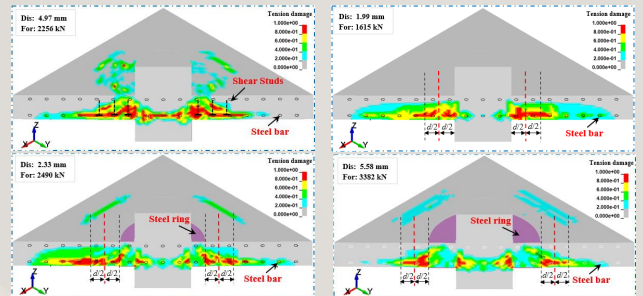 Dis: 4.97 mm
For: 2256 kN
Tension damage
1.000e+00
8.000e-01
6.000e-01
4.000e-01
2.000e-01
0.000e+00
Shear Studs
Steel bar
Z
X Y
Dis: 1.99 mm
For: 1615 kN
Tension damage
1.000e+00
8.000e-01
6.000e-01
4.000e-01
2.000e-01
0.000e+00
d/2 d/2
d/2 d/2
Steel bar
Z
X Y
Dis: 2.33 mm
For: 2490 kN
Tension damage
1.000e+00
8.000e-01
6.000e-01
4.000e-01
2.000e-01
0.000e+00
Steel ring
d/2 d/2
d/2 d/2
Steel bar
Z
X Y
Dis: 5.58 mm
For: 3382 kN
Tension damage
1.000e+00
8.000e-01
6.000e-01
4.000e-01
2.000e-01
0.000e+00
Steel ring
d/2 d/2
d/2 d/2
Steel bar
Z
X Y